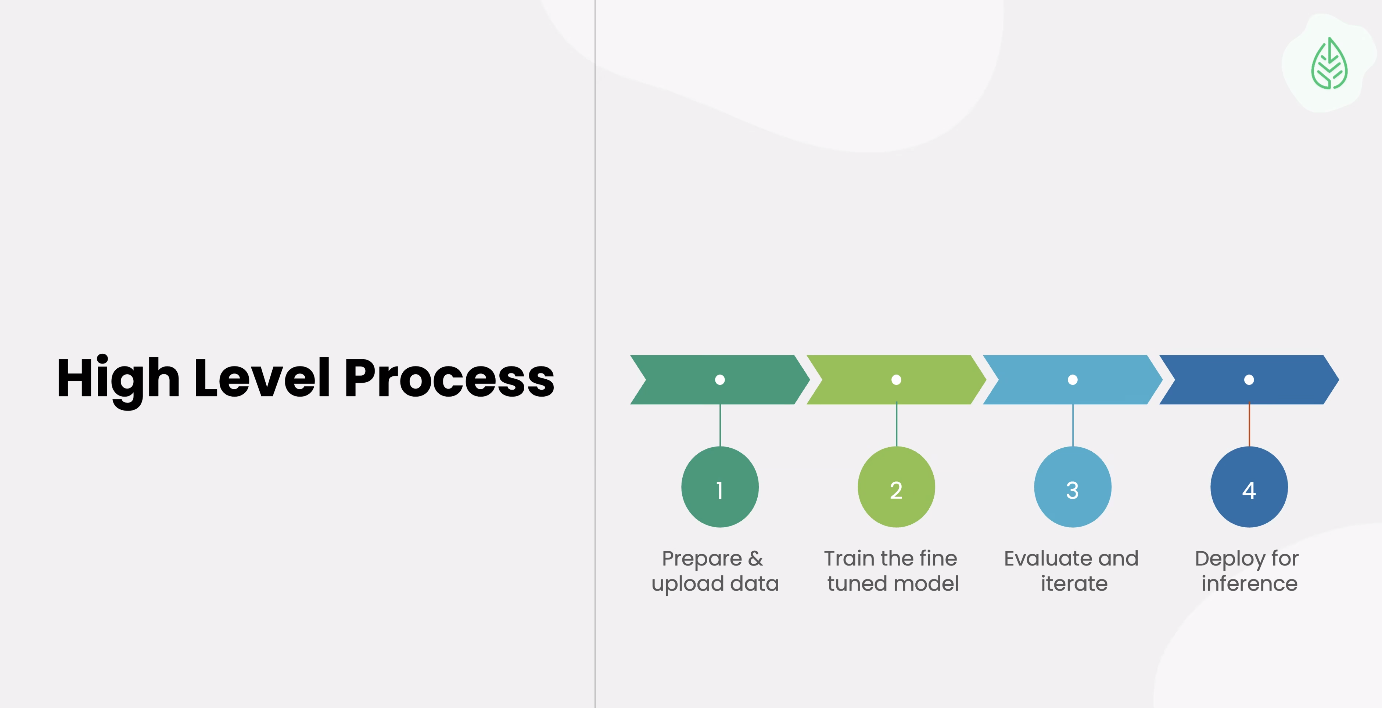 High Level Process
1
2
3
4
Prepare &
upload data
Train the fine
tuned model
Evaluate and
iterate
Deploy for
inference